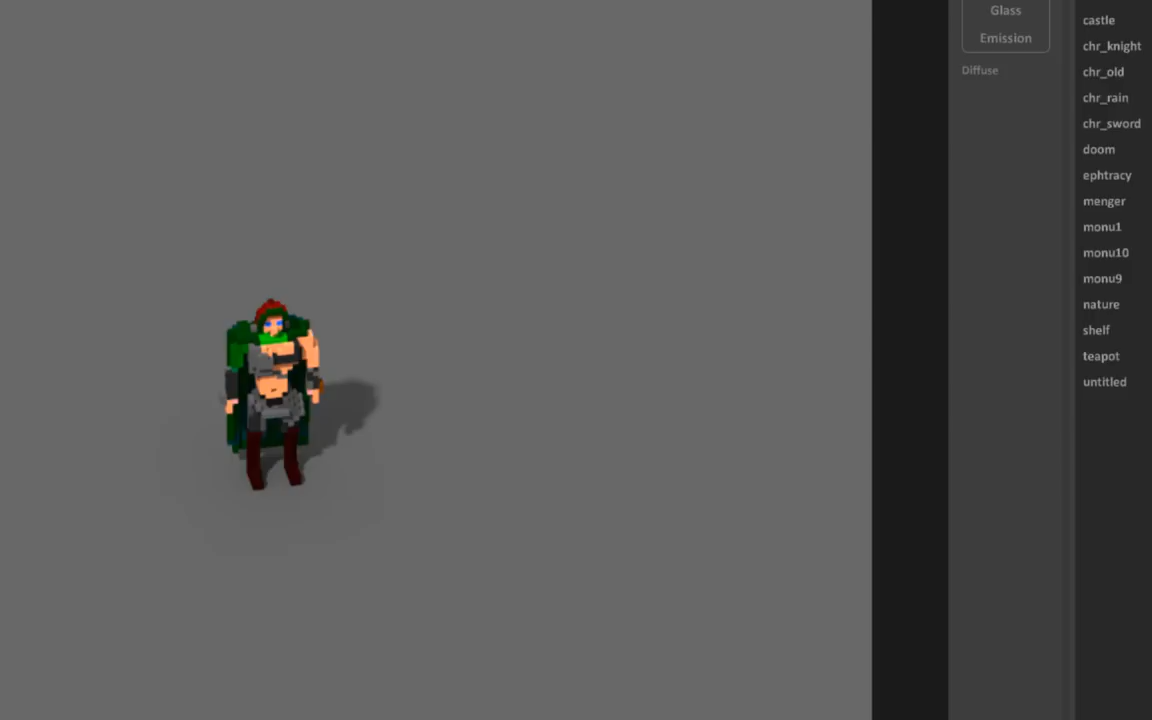 Glass
Emission
Diffuse
castle
chr_knight
chr_old
chr_rain
chr_sword
doom
ephtracy
menger
monu1
monu10
monu9
nature
shelf
teapot
untitled